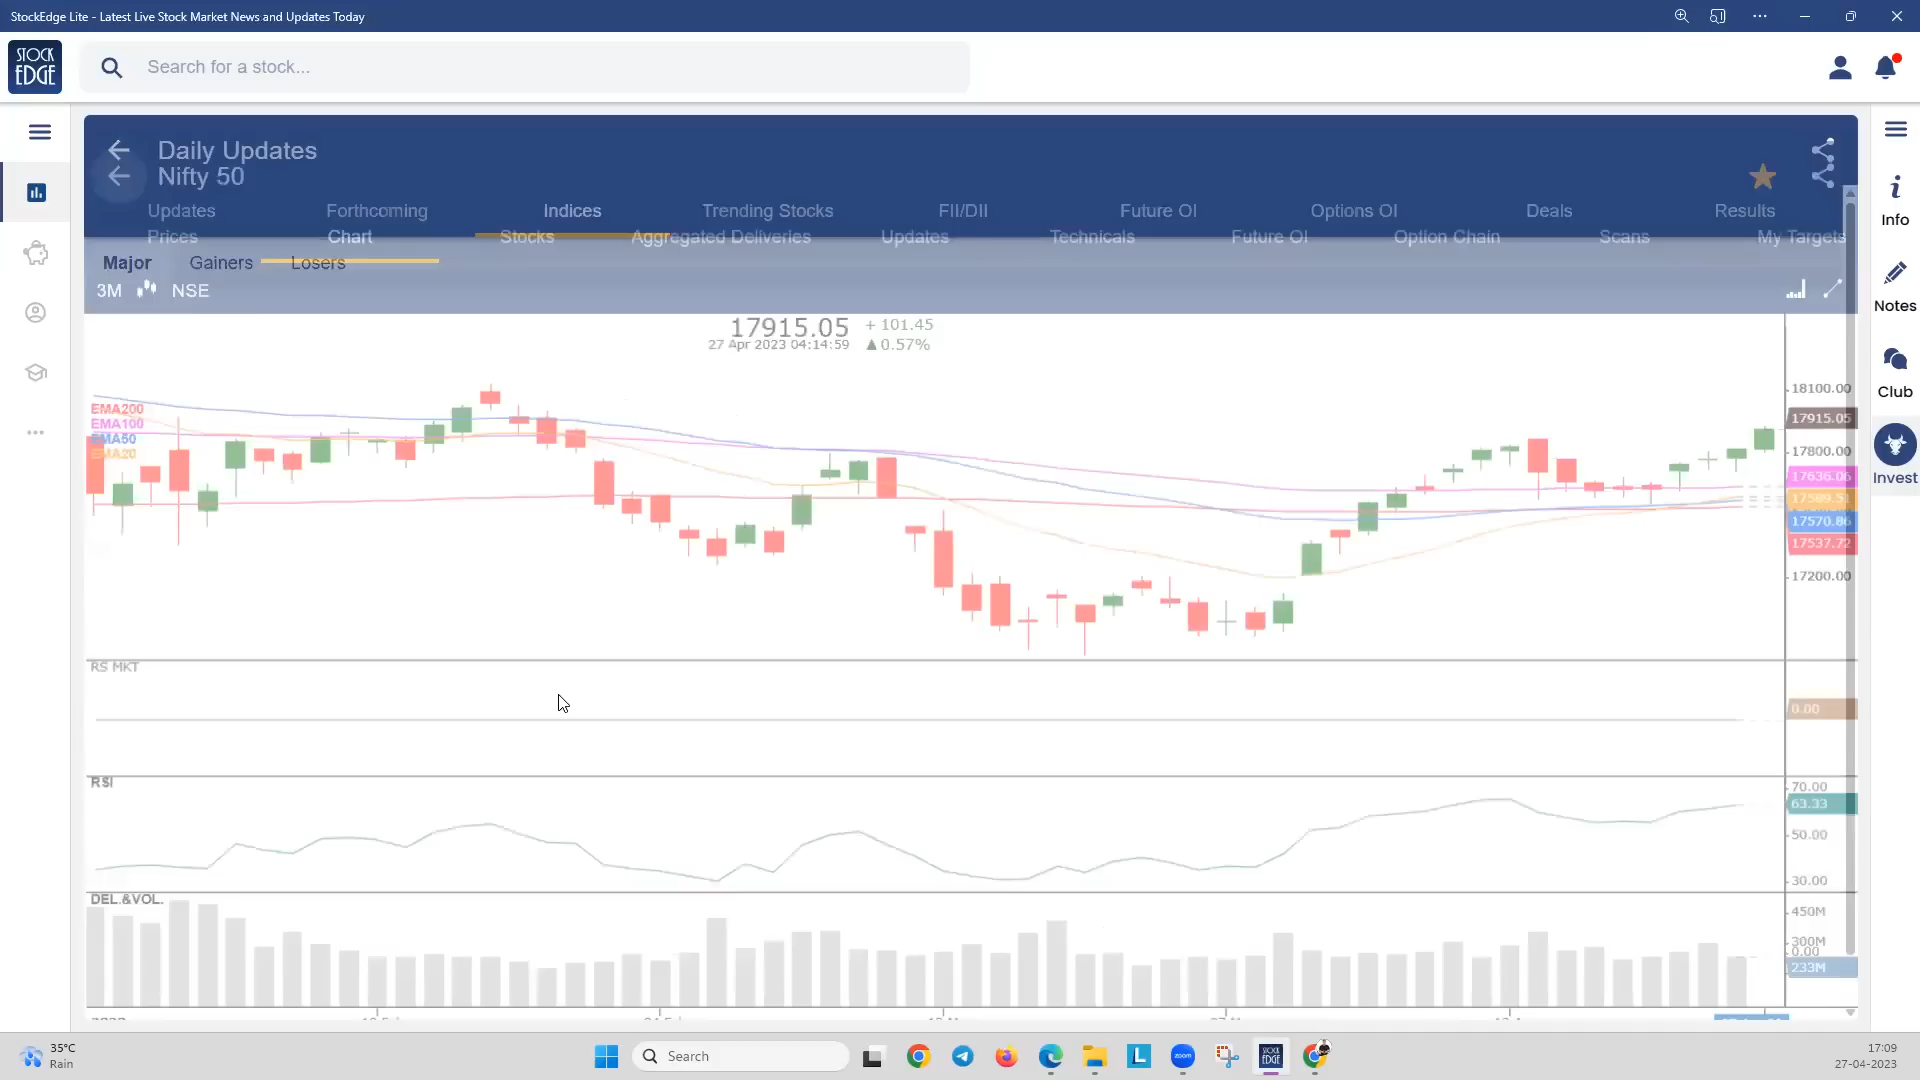 StockEdge Lite - Latest Live Stock Market News and Updates Today
STOCK
EDGE
Search for a stock...
Daily Updates
Nifty 50
Updates Forthcoming Indices Trending Stocks FII/DII Future OI Options OI Deals Results
Prices Chart Stocks Aggregated Deliveries Updates Technicals Future OI Option Chain Scans My Targets
Major Gainers Losers
3M NSE
17915.05 + 101.45
27 Apr 2023 04:14:59 ▲0.57%
EMA200
EMA100
EMA50
EMA20
18100.00
17915.05
17800.00
17636.06
17570.86
17537.72
17200.00
RS MKT
0.00
RSI
70.00
63.33
50.00
30.00
DEL.&VOL.
450M
300M
0.00
233M
Info
Notes
Club
Invest
35°C
Rain
Search
L
zoom
STOCK
EDGE
17:09
27-04-2023